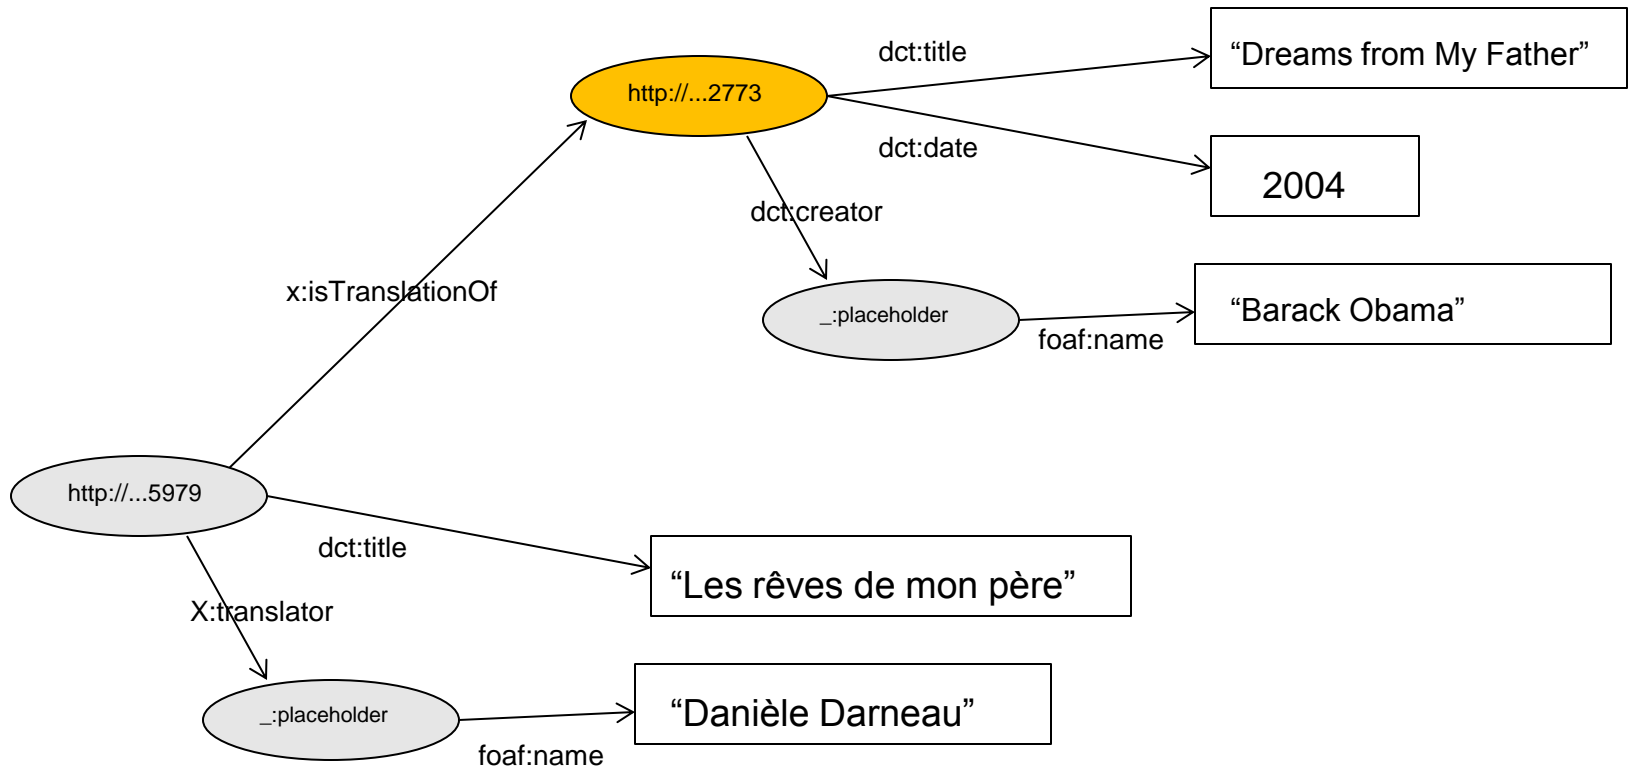 dct:title
“Dreams from My Father”
http://...2773
dct:date
2004
dct:creator
x:isTranslationOf
_:placeholder
“Barack Obama”
foaf:name
http://...5979
dct:title
“Les rêves de mon père”
X:translator
_:placeholder
“Danièle Darneau”
foaf:name